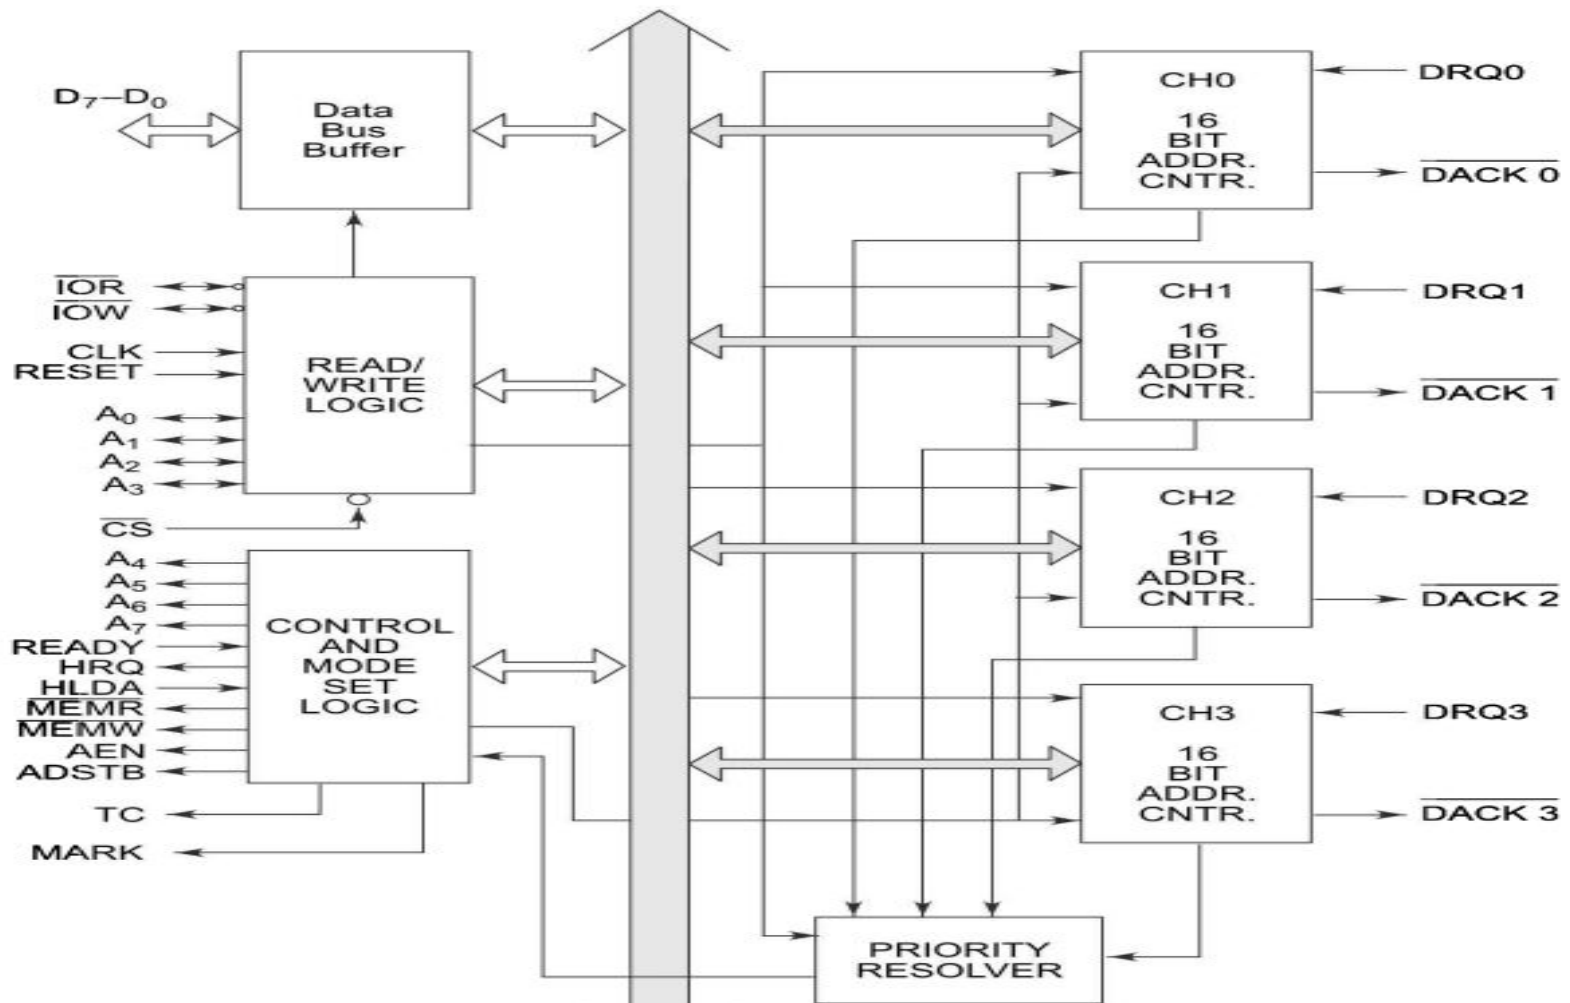 D₇–D₀
Data
Bus
Buffer
CH0
16
BIT
ADDR.
CNTR.
DRQ0
DACK 0
IOR
IOW
CLK
RESET
A₀
A₁
A₂
A₃
CS
READ/
WRITE
LOGIC
CH1
16
BIT
ADDR.
CNTR.
DRQ1
DACK 1
A₄
A₅
A₆
A₇
READY
HRQ
HLDA
MEMR
MEMW
AEN
ADSTB
TC
MARK
CONTROL
AND
MODE
SET
LOGIC
CH2
16
BIT
ADDR.
CNTR.
DRQ2
DACK 2
CH3
16
BIT
ADDR.
CNTR.
DRQ3
DACK 3
PRIORITY
RESOLVER